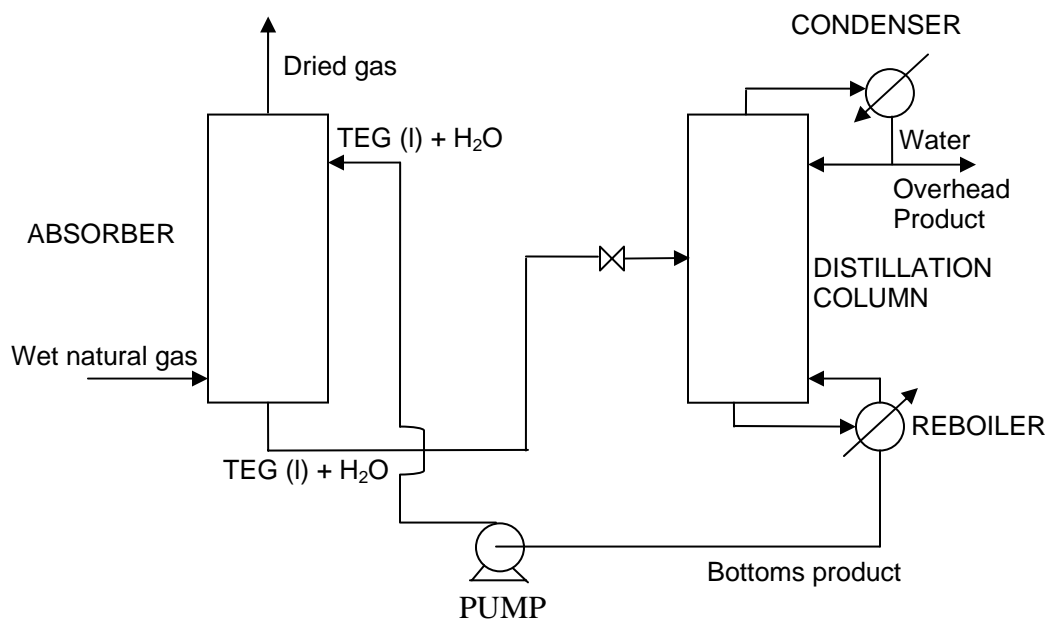 CONDENSER
Dried gas
TEG (l) + H₂O
Water
Overhead
Product
ABSORBER
DISTILLATION
COLUMN
Wet natural gas
REBOILER
TEG (l) + H₂O
Bottoms product
PUMP